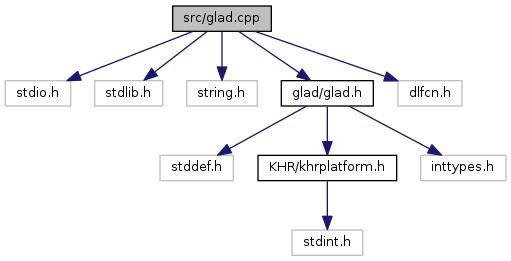 src/glad.cpp
stdio.h
stdlib.h
string.h
glad/glad.h
dlfcn.h
stddef.h
KHR/khrplatform.h
inttypes.h
stdint.h